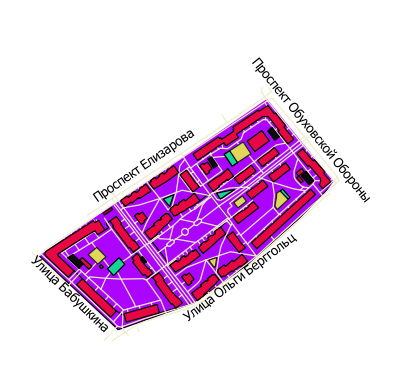 Проспект Обуховской Обороны
Проспект Елизарова
Улица Бабушкина
Улица Ольги Берггольц